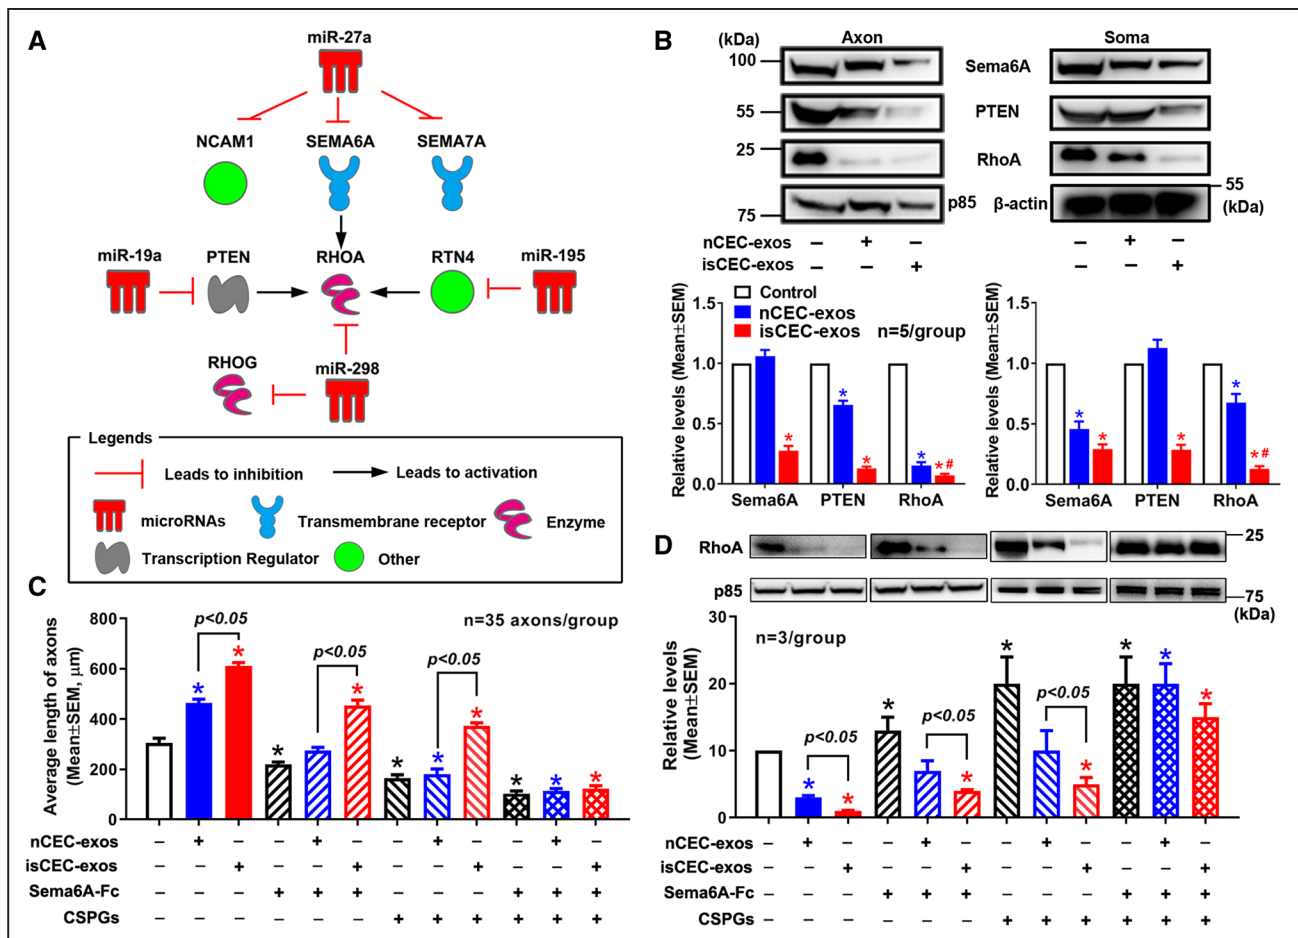 A
miR-27a
NCAM1 SEMA6A SEMA7A
miR-19a PTEN RHOA RTN4 miR-195
RHOG miR-298
Legends
Leads to inhibition Leads to activation
microRNAs Transmembrane receptor Enzyme
Transcription Regulator Other
B
(kDa) Axon Soma
100 Sema6A
55 PTEN
25 RhoA
75 p85 β-actin 55
(kDa)
nCEC-exos – + – – + –
isCEC-exos – – + – – +
Relative levels (Mean±SEM)
1.5
1.0
0.5
0.0
Control
nCEC-exos
isCEC-exos n=5/group
* * * * *#
Sema6A PTEN RhoA
Relative levels (Mean±SEM)
1.5
1.0
0.5
0.0
* * * * *#
Sema6A PTEN RhoA
C
Average length of axons
(Mean±SEM, μm)
800
600
400
200
0
n=35 axons/group
p<0.05 p<0.05 p<0.05
* * * * * * * * * *
nCEC-exos – + – – + – – + – – + –
isCEC-exos – – + – – + – – + – – +
Sema6A-Fc – – – + + + – – – + + +
CSPGs – – – – – – + + + + + +
D
RhoA 25
p85 75
(kDa)
Relative levels
(Mean±SEM)
30
20
10
0
n=3/group
p<0.05 p<0.05 p<0.05
* * * * * * * * *
nCEC-exos – + – – + – – + – – + –
isCEC-exos – – + – – + – – + – – +
Sema6A-Fc – – – + + + – – – + + +
CSPGs – – – – – – + + + + + +